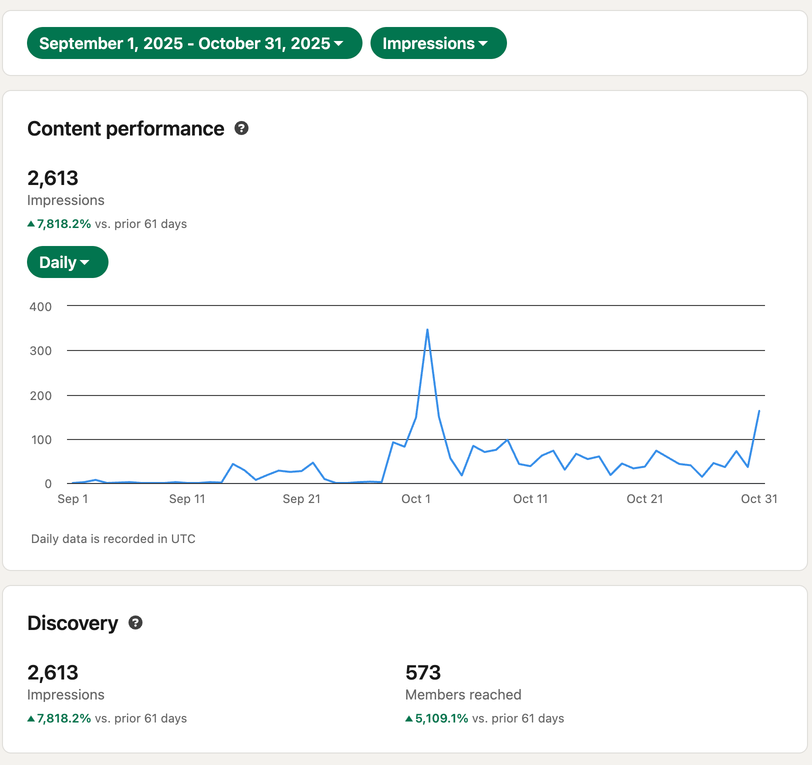 September 1, 2025 - October 31, 2025 Impressions
Content performance
2,613
Impressions
7,818.2% vs. prior 61 days
Daily
400
300
200
100
0
Sep 1 Sep 11 Sep 21 Oct 1 Oct 11 Oct 21 Oct 31
Daily data is recorded in UTC
Discovery
2,613 573
Impressions Members reached
7,818.2% vs. prior 61 days 5,109.1% vs. prior 61 days